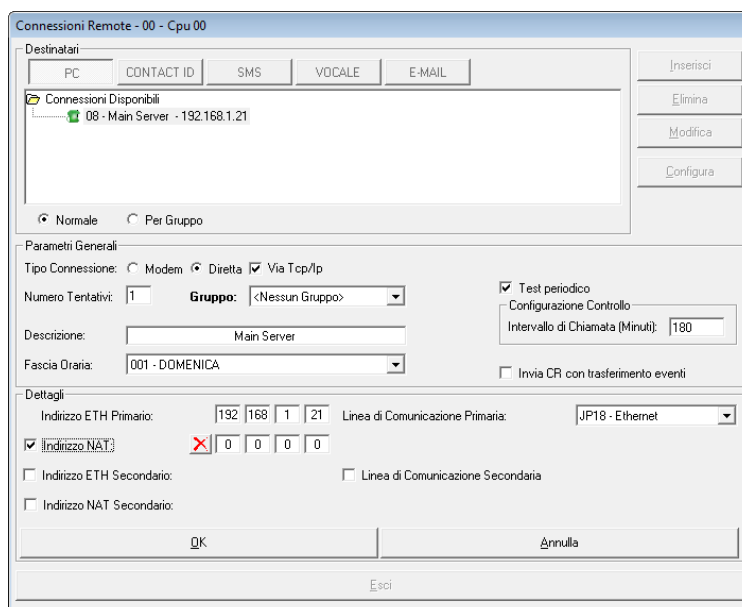 Connessioni Remote - 00 - Cpu 00
Destinatari
PC CONTACT ID SMS VOCALE E-MAIL
Inserisci
Connessioni Disponibili
08 - Main Server - 192.168.1.21
Elimina
Modifica
Configura
Normale Per Gruppo
Parametri Generali
Tipo Connessione: Modem Diretta Via Tcp/Ip
Numero Tentativi: 1 Gruppo: <Nessun Gruppo>
Test periodico
Configurazione Controllo
Intervallo di Chiamata (Minuti): 180
Descrizione: Main Server
Fascia Oraria: 001 - DOMENICA
Invia CR con trasferimento eventi
Dettagli
Indirizzo ETH Primario: 192 168 1 21 Linea di Comunicazione Primaria: JP18 - Ethernet
Indirizzo NAT: 0 0 0 0
Indirizzo ETH Secondario: Linea di Comunicazione Secondaria
Indirizzo NAT Secondario:
OK Annulla
Esci